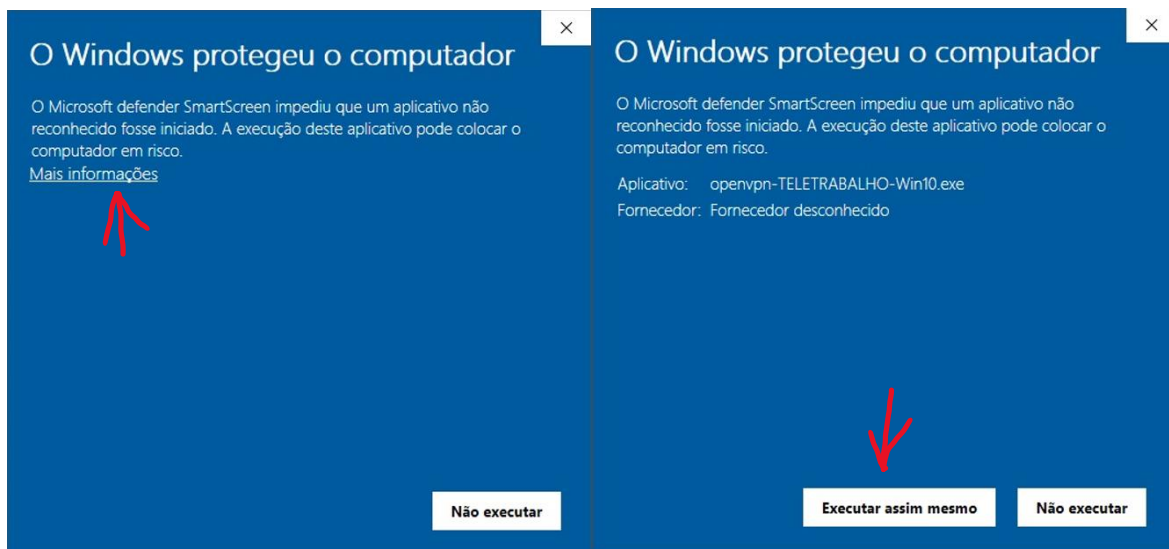 O Windows protegeu o computador
O Microsoft defender SmartScreen impediu que um aplicativo não
reconhecido fosse iniciado. A execução deste aplicativo pode colocar o
computador em risco.
Mais informações
Não executar
O Windows protegeu o computador
O Microsoft defender SmartScreen impediu que um aplicativo não
reconhecido fosse iniciado. A execução deste aplicativo pode colocar o
computador em risco.
Aplicativo: openvpn-TELETRABALHO-Win10.exe
Fornecedor: Fornecedor desconhecido
Executar assim mesmo Não executar